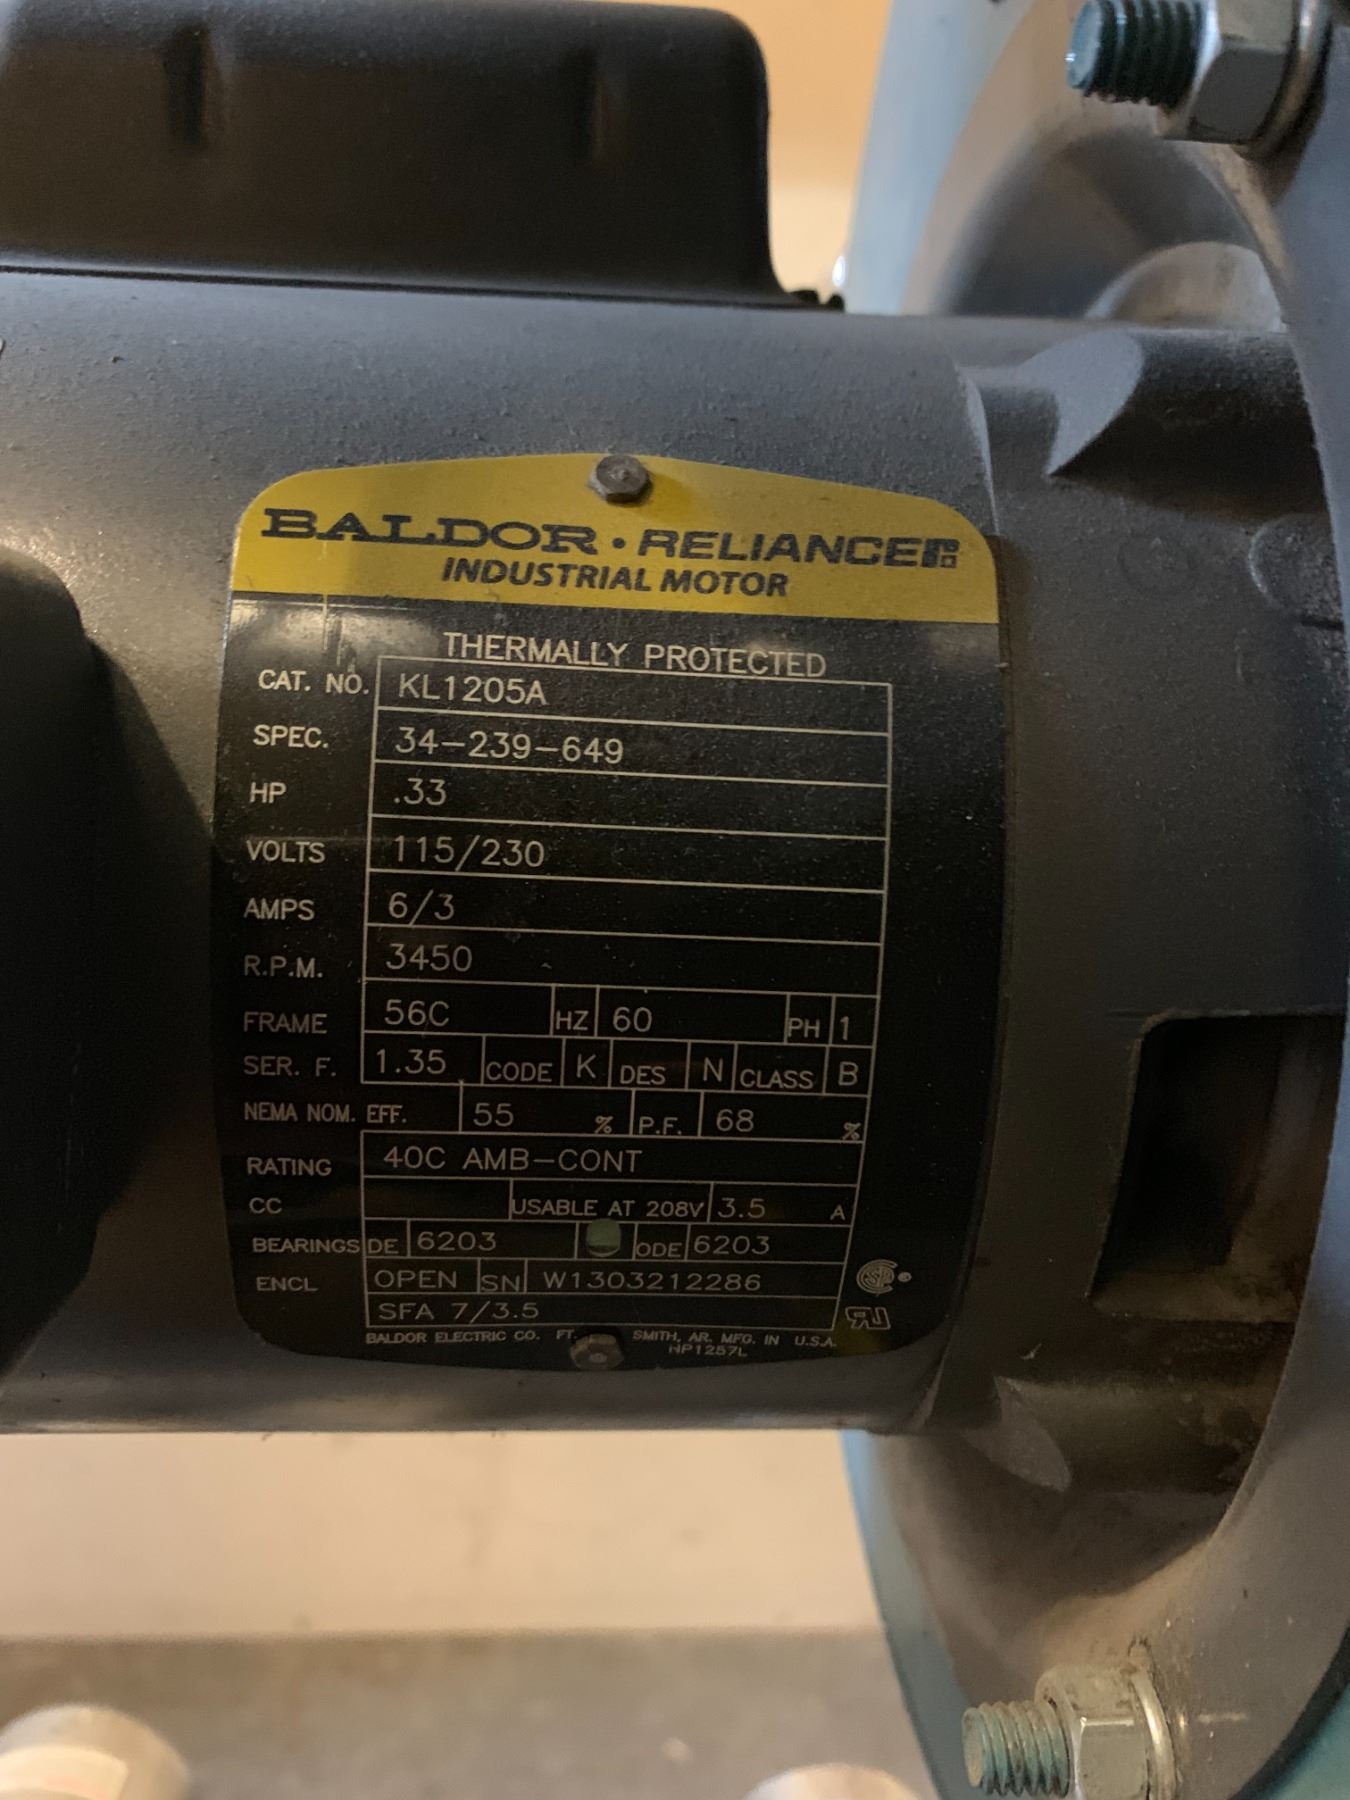 BALDOR • RELIANCE
INDUSTRIAL MOTOR
THERMALLY PROTECTED
CAT. NO. KL1205A
SPEC. 34-239-649
HP .33
VOLTS 115/230
AMPS 6/3
R.P.M. 3450
FRAME 56C HZ 60 PH 1
SER. F. 1.35 CODE K DES N CLASS B
NEMA NOM. EFF. 55 % P.F. 68 %
RATING 40C AMB-CONT
CC USABLE AT 208V 3.5 A
BEARINGS DE 6203 ODE 6203
ENCL OPEN SN W1303212286
SFA 7/3.5
BALDOR ELECTRIC CO. FT. SMITH, AR. MFG. IN U.S.A.
NP1257L